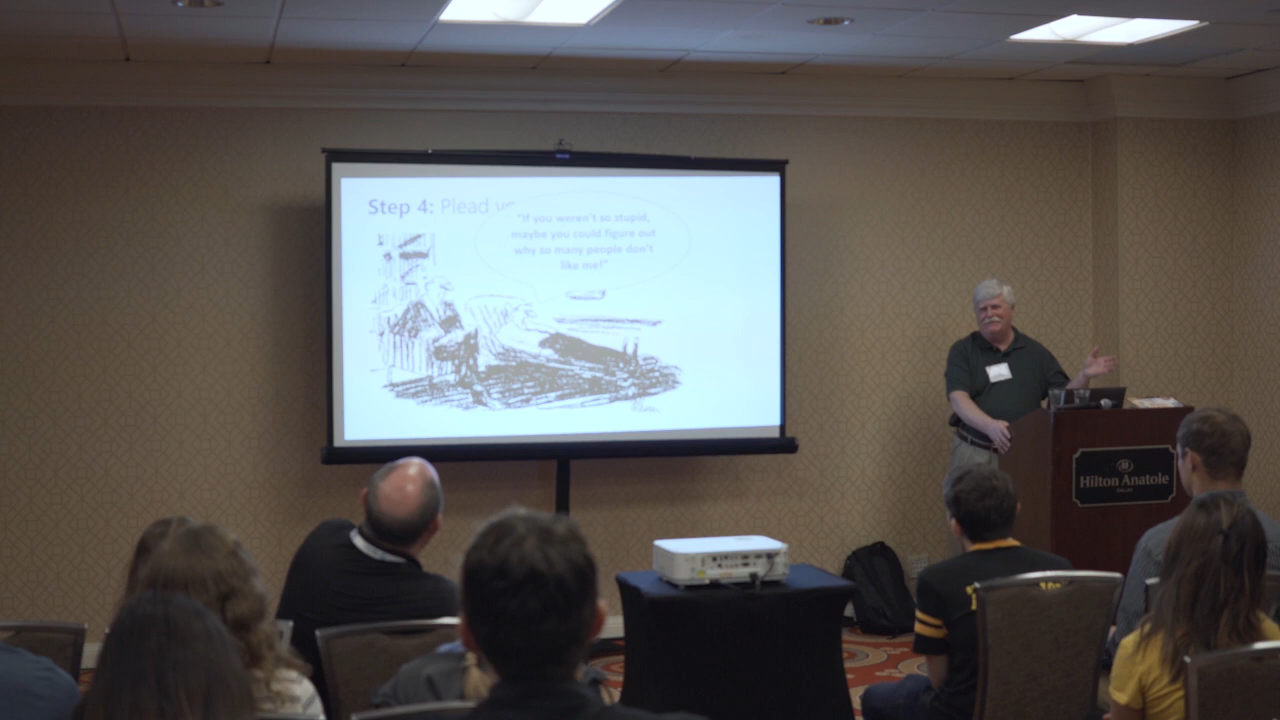 Step 4: Plead
"If you weren't so stupid,
maybe you could figure out
why so many people don't
like me!"
Hilton Anatole
DALLAS